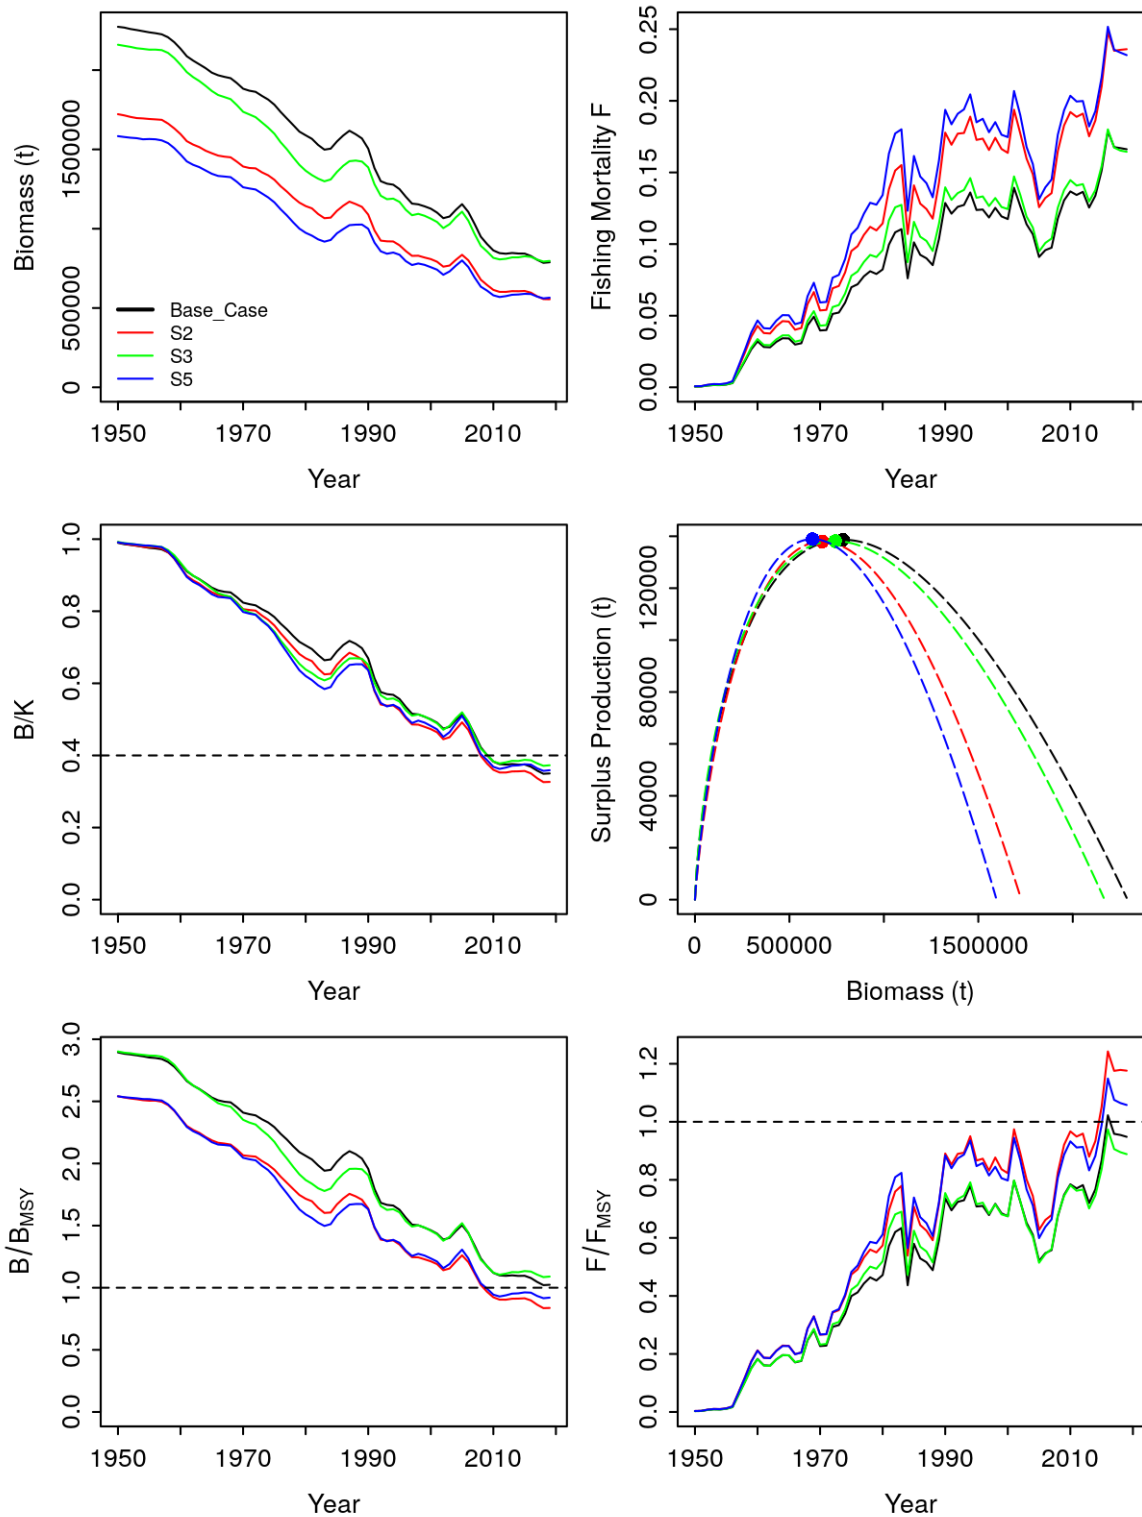 Biomass (t)
0 500000 1500000
Base_Case
S2
S3
S5
1950 1970 1990 2010
Year
Fishing Mortality F
0.00 0.05 0.10 0.15 0.20 0.25
1950 1970 1990 2010
Year
B/K
0.0 0.2 0.4 0.6 0.8 1.0
1950 1970 1990 2010
Year
Surplus Production (t)
0 40000 80000 120000
0 500000 1500000
Biomass (t)
B/BMSY
0.0 0.5 1.0 1.5 2.0 2.5 3.0
1950 1970 1990 2010
Year
F/FMSY
0.0 0.2 0.4 0.6 0.8 1.0 1.2
1950 1970 1990 2010
Year